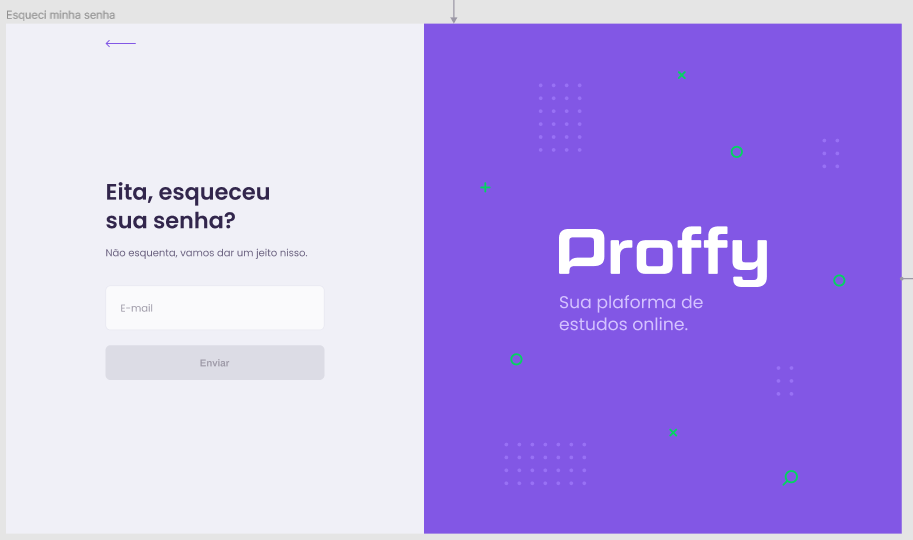 Esqueci minha senha
Eita, esqueceu
sua senha?
Não esquenta, vamos dar um jeito nisso.
E-mail
Enviar
Proffy
Sua plaforma de
estudos online.